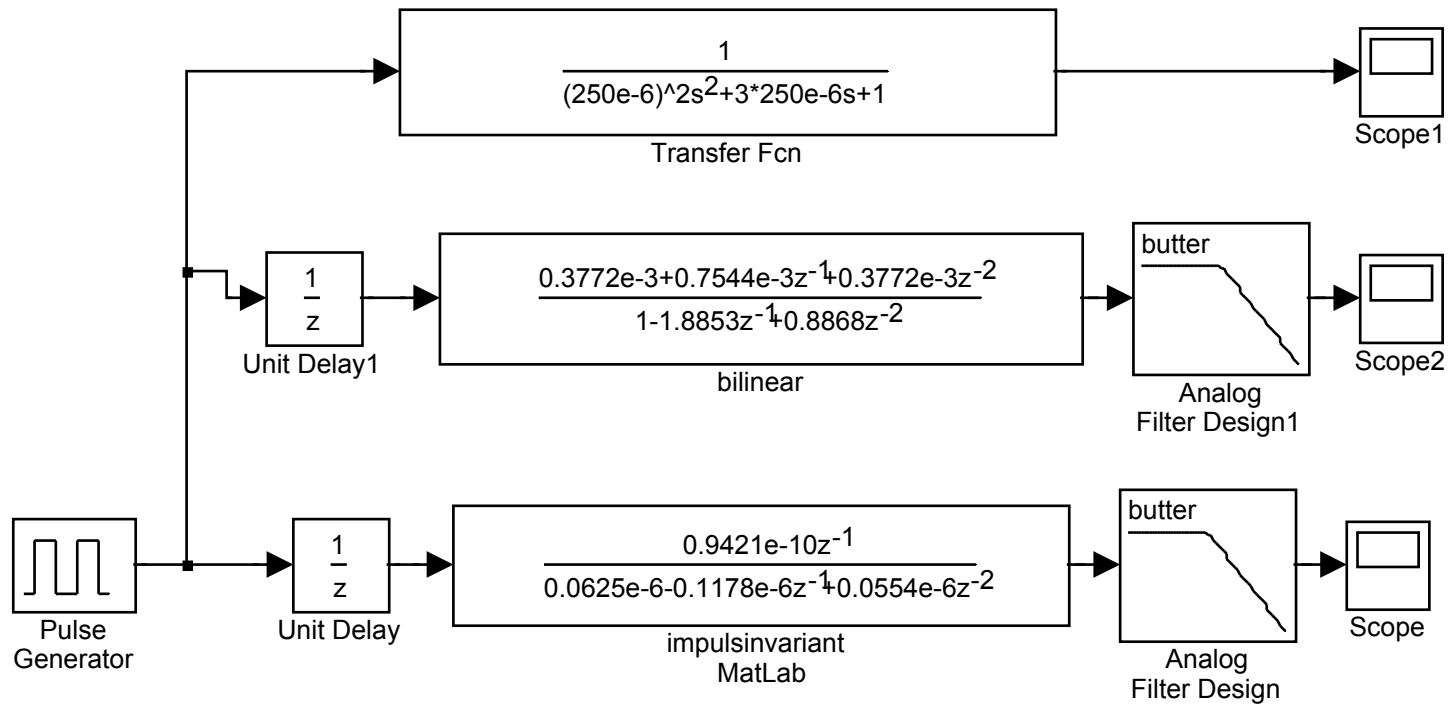 1
(250e-6)^2s2+3*250e-6s+1
Transfer Fcn
Scope1
1
z
Unit Delay1
0.3772e-3+0.7544e-3z-1+0.3772e-3z-2
1-1.8853z-1+0.8868z-2
bilinear
butter
Analog
Filter Design1
Scope2
Pulse
Generator
1
z
Unit Delay
0.9421e-10z-1
0.0625e-6-0.1178e-6z-1+0.0554e-6z-2
impulsinvariant
MatLab
butter
Analog
Filter Design
Scope